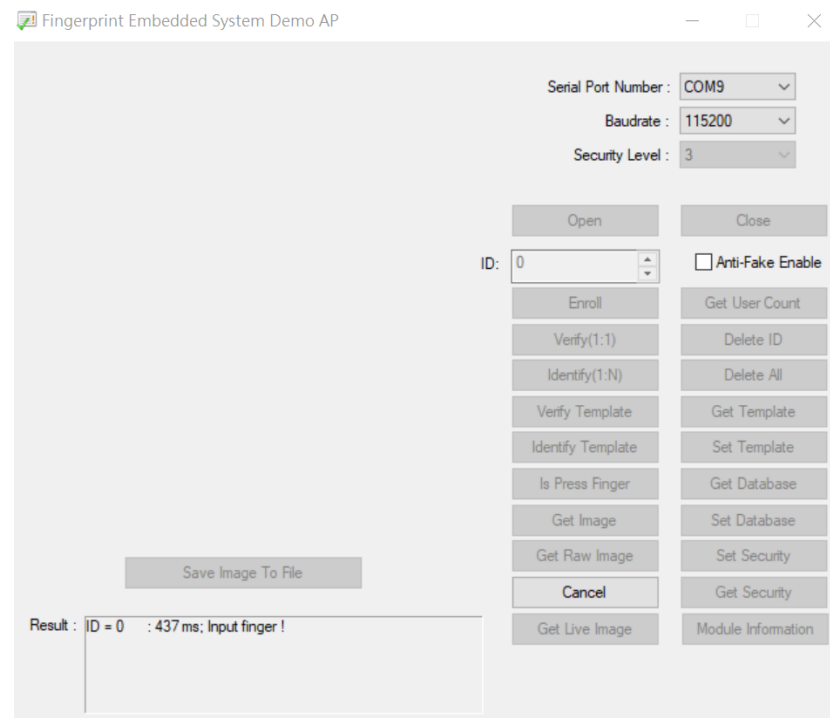 Fingerprint Embedded System Demo AP
Serial Port Number : COM9
Baudrate : 115200
Security Level : 3
Open Close
ID: 0 Anti-Fake Enable
Enroll Get User Count
Verify(1:1) Delete ID
Identify(1:N) Delete All
Verify Template Get Template
Identify Template Set Template
Is Press Finger Get Database
Get Image Set Database
Get Raw Image Set Security
Save Image To File
Cancel Get Security
Result : ID = 0 : 437 ms; Input finger !
Get Live Image Module Information